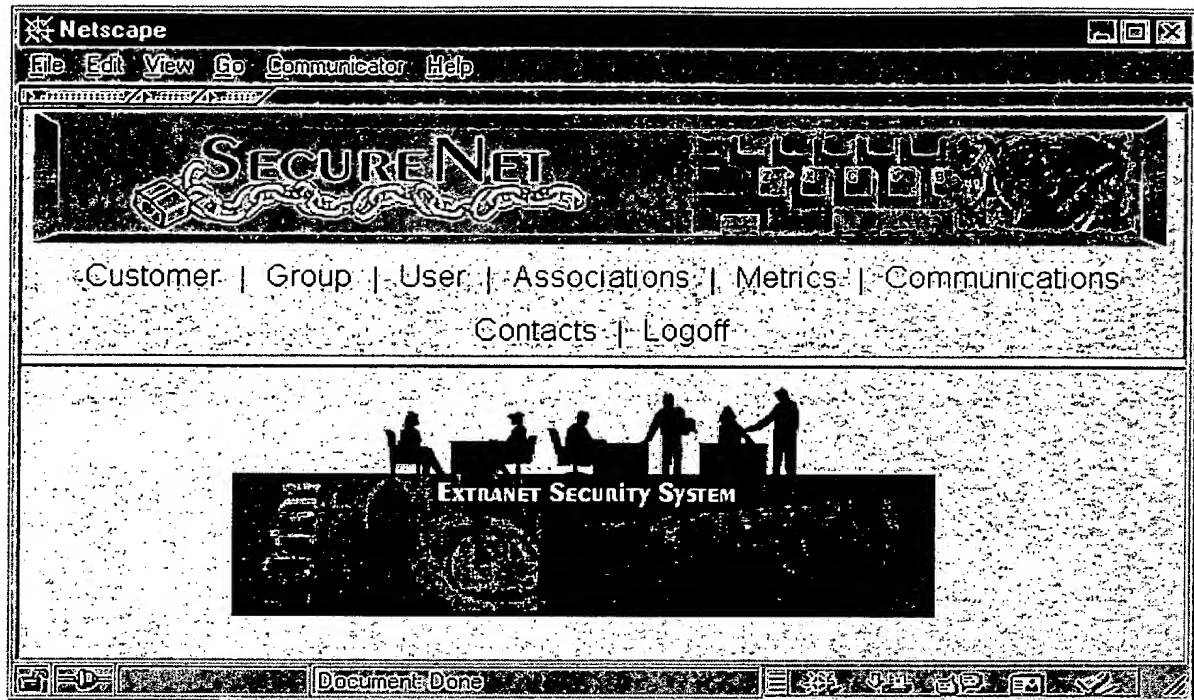 Netscape
File Edit View Go Communicator Help
SECURENET
Customer | Group | User | Associations | Metrics | Communications
Contacts | Logoff
EXTRANET SECURITY SYSTEM
Document: Done